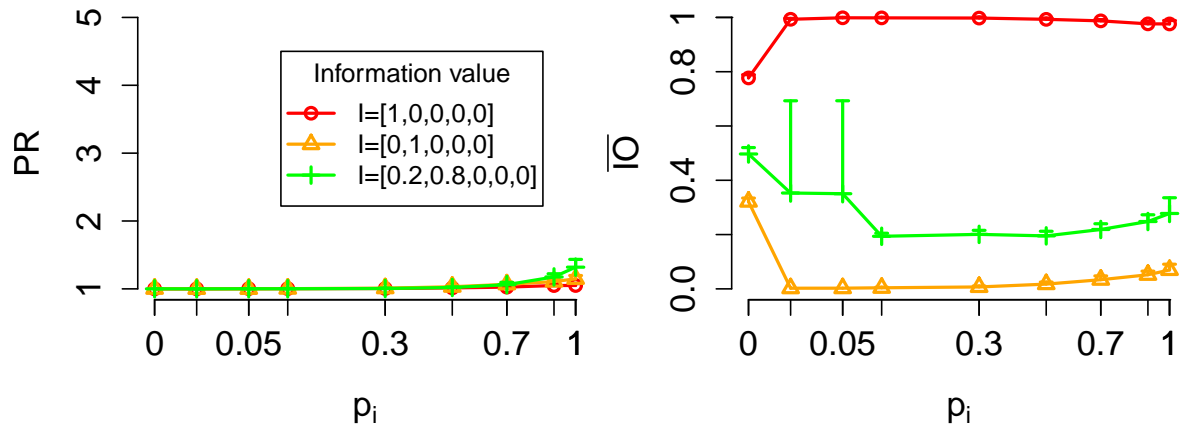 PR
5
4
3
2
1
Information value
I=[1,0,0,0,0]
I=[0,1,0,0,0]
I=[0.2,0.8,0,0,0]
0 0.05 0.3 0.7 1
p_i
IO
1
0.8
0.4
0.0
0 0.05 0.3 0.7 1
p_i